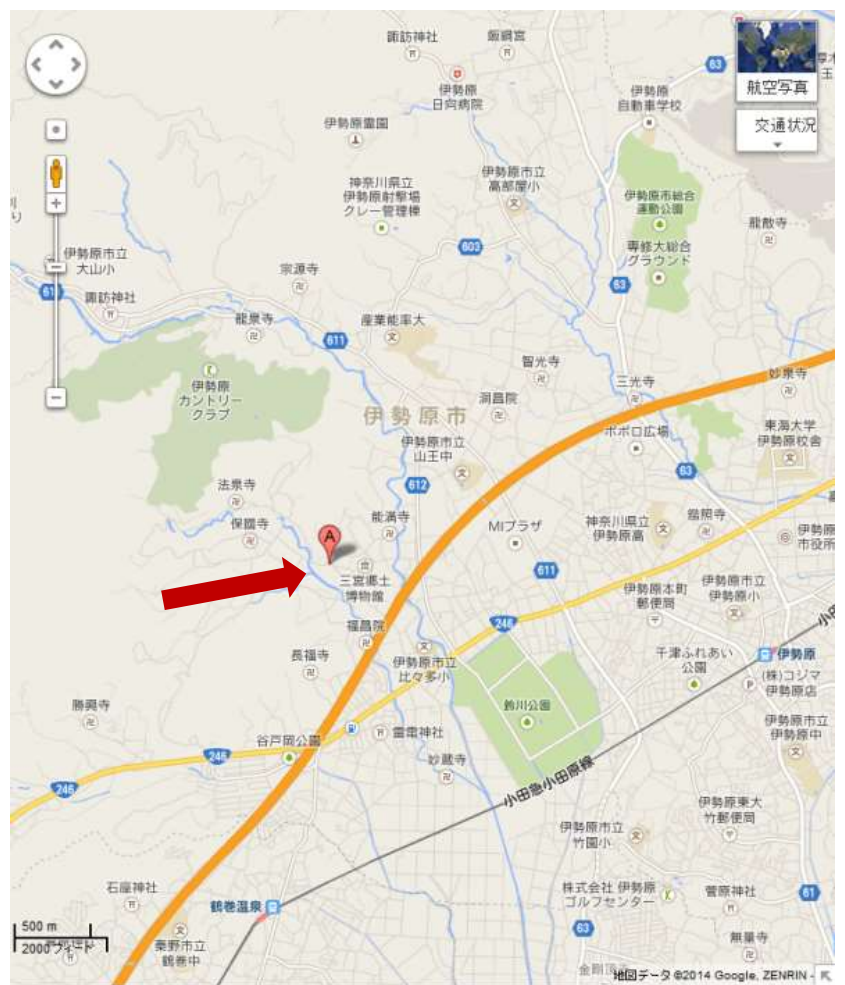 諏訪神社
飯綱宮
63
航空写真
交通状況
伊勢原
日向病院
伊勢原
自動車学校
伊勢原霊園
神奈川県立
伊勢原射撃場
クレー管理棟
伊勢原市立
高部屋小
伊勢原市総合
運動公園
龍散寺
603
専修大総合
グラウンド
伊勢原市立
大山小
宗源寺
63
61
諏訪神社
龍泉寺
産業能率大
611
智光寺
妙泉寺
伊勢原
カントリー
クラブ
洞昌院
三光寺
伊勢原市
ポポロ広場
東海大学
伊勢原校舎
伊勢原市立
山王中
63
612
法泉寺
保國寺
能満寺
MIプラザ
神奈川県立
伊勢原高
伊勢原
市役所
A
三宮郷土
博物館
611
伊勢原本町
郵便局
伊勢原市立
伊勢原小
福昌院
246
小田
長福寺
伊勢原市立
比々多小
千津ふれあい
公園
伊勢原
(株)コジマ
伊勢原店
P
勝興寺
鈴川公園
伊勢原市立
伊勢原中
谷戸岡公園
雷電神社
246
妙蔵寺
246
小田急小田原線
伊勢原東大
竹郵便局
伊勢原市立
竹園小
石座神社
鶴巻温泉
株式会社 伊勢原
ゴルフセンター
菅原神社
61
500 m
2000 フィート
秦野市立
鶴巻中
63
無量寺
地図データ ©2014 Google, ZENRIN -